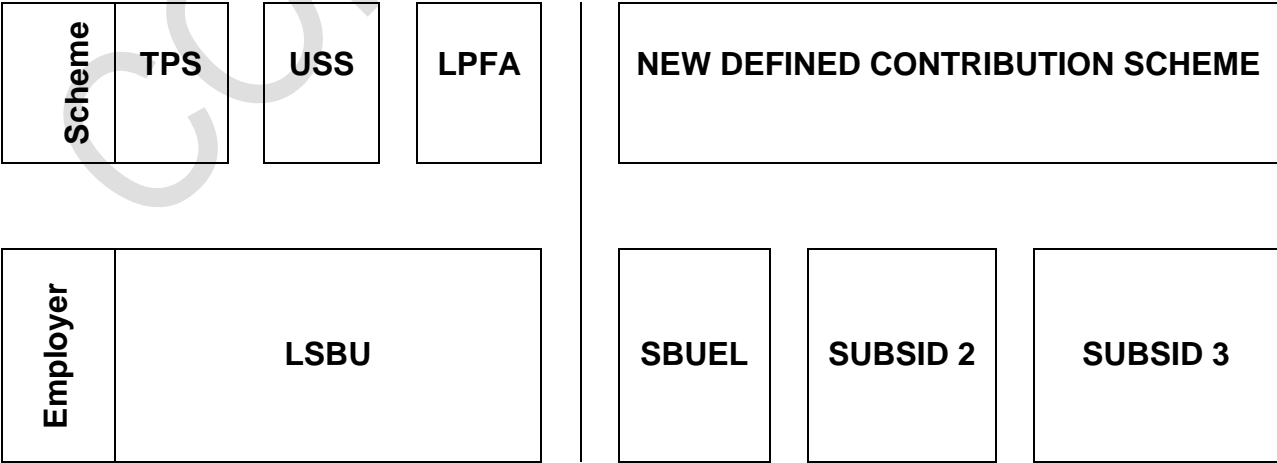 Scheme
TPS
USS
LPFA
NEW DEFINED CONTRIBUTION SCHEME
Employer
LSBU
SBUEL
SUBSID 2
SUBSID 3